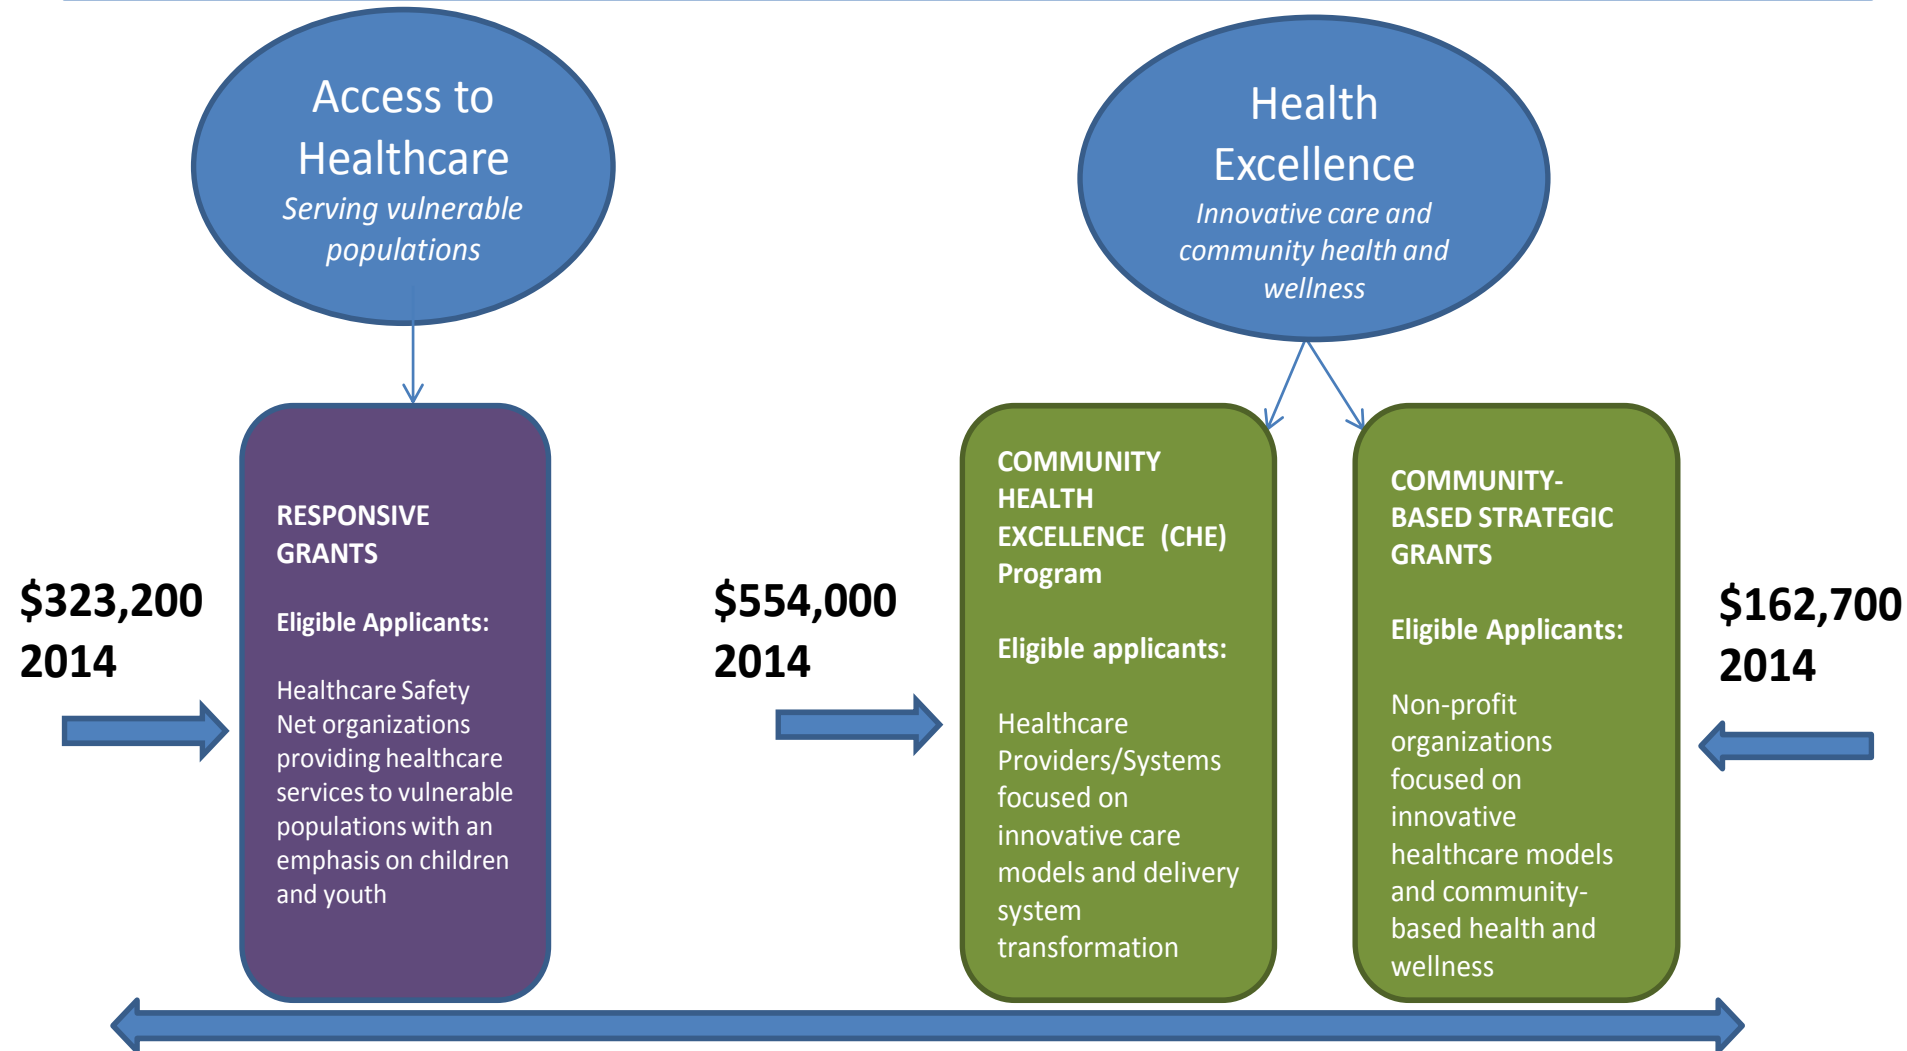 Access to
Healthcare
Serving vulnerable
populations
Health
Excellence
Innovative care and
community health and
wellness
$323,200
2014
RESPONSIVE
GRANTS
Eligible Applicants:
Healthcare Safety
Net organizations
providing healthcare
services to vulnerable
populations with an
emphasis on children
and youth
$554,000
2014
COMMUNITY
HEALTH
EXCELLENCE (CHE)
Program
Eligible applicants:
Healthcare
Providers/Systems
focused on
innovative care
models and delivery
system
transformation
COMMUNITY-
BASED STRATEGIC
GRANTS
Eligible Applicants:
Non-profit
organizations
focused on
innovative
healthcare models
and community-
based health and
wellness
$162,700
2014